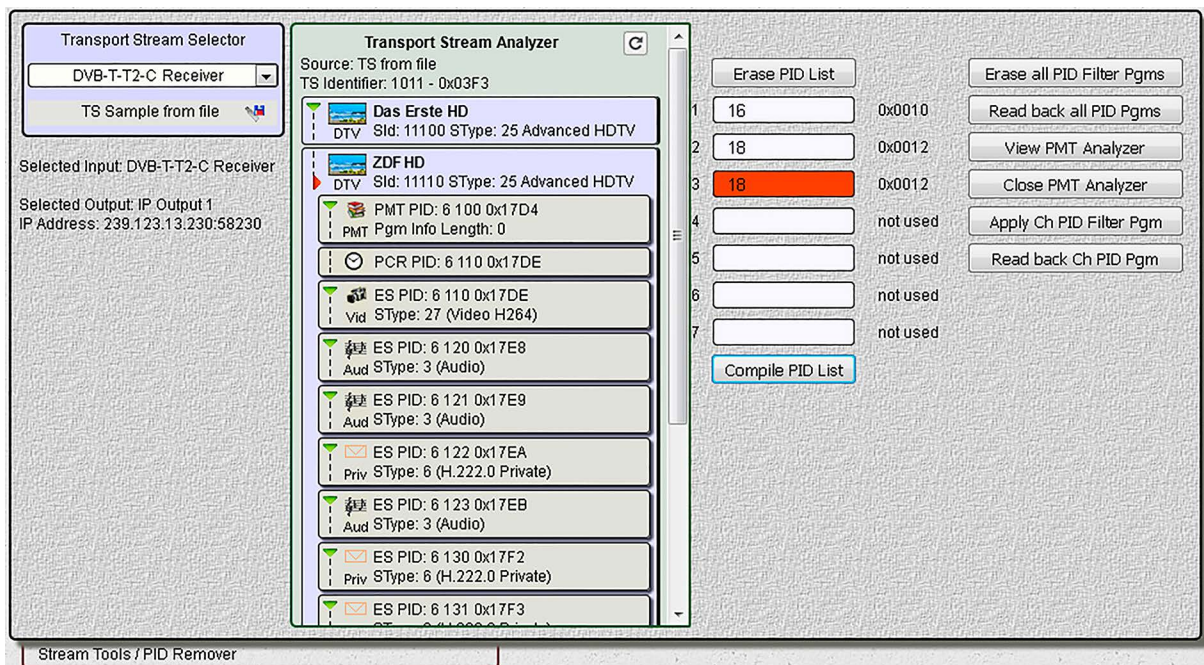 Transport Stream Selector
DVB-T-T2-C Receiver
TS Sample from file
Selected Input: DVB-T-T2-C Receiver
Selected Output: IP Output 1
IP Address: 239.123.13.230:58230
Transport Stream Analyzer
Source: TS from file
TS Identifier: 1011 - 0x03F3
Das Erste HD
DTV SId: 11100 SType: 25 Advanced HDTV
ZDF HD
DTV SId: 11110 SType: 25 Advanced HDTV
PMT PID: 6 100 0x17D4
PMT Pgm Info Length: 0
PCR PID: 6 110 0x17DE
ES PID: 6 110 0x17DE
Vid SType: 27 (Video H264)
ES PID: 6 120 0x17E8
Aud SType: 3 (Audio)
ES PID: 6 121 0x17E9
Aud SType: 3 (Audio)
ES PID: 6 122 0x17EA
Priv SType: 6 (H.222.0 Private)
ES PID: 6 123 0x17EB
Aud SType: 3 (Audio)
ES PID: 6 130 0x17F2
Priv SType: 6 (H.222.0 Private)
ES PID: 6 131 0x17F3
Erase PID List
1 16 0x0010
2 18 0x0012
3 18 0x0012
4 not used
5 not used
6 not used
7 not used
Compile PID List
Erase all PID Filter Pgms
Read back all PID Pgms
View PMT Analyzer
Close PMT Analyzer
Apply Ch PID Filter Pgm
Read back Ch PID Pgm
Stream Tools / PID Remover